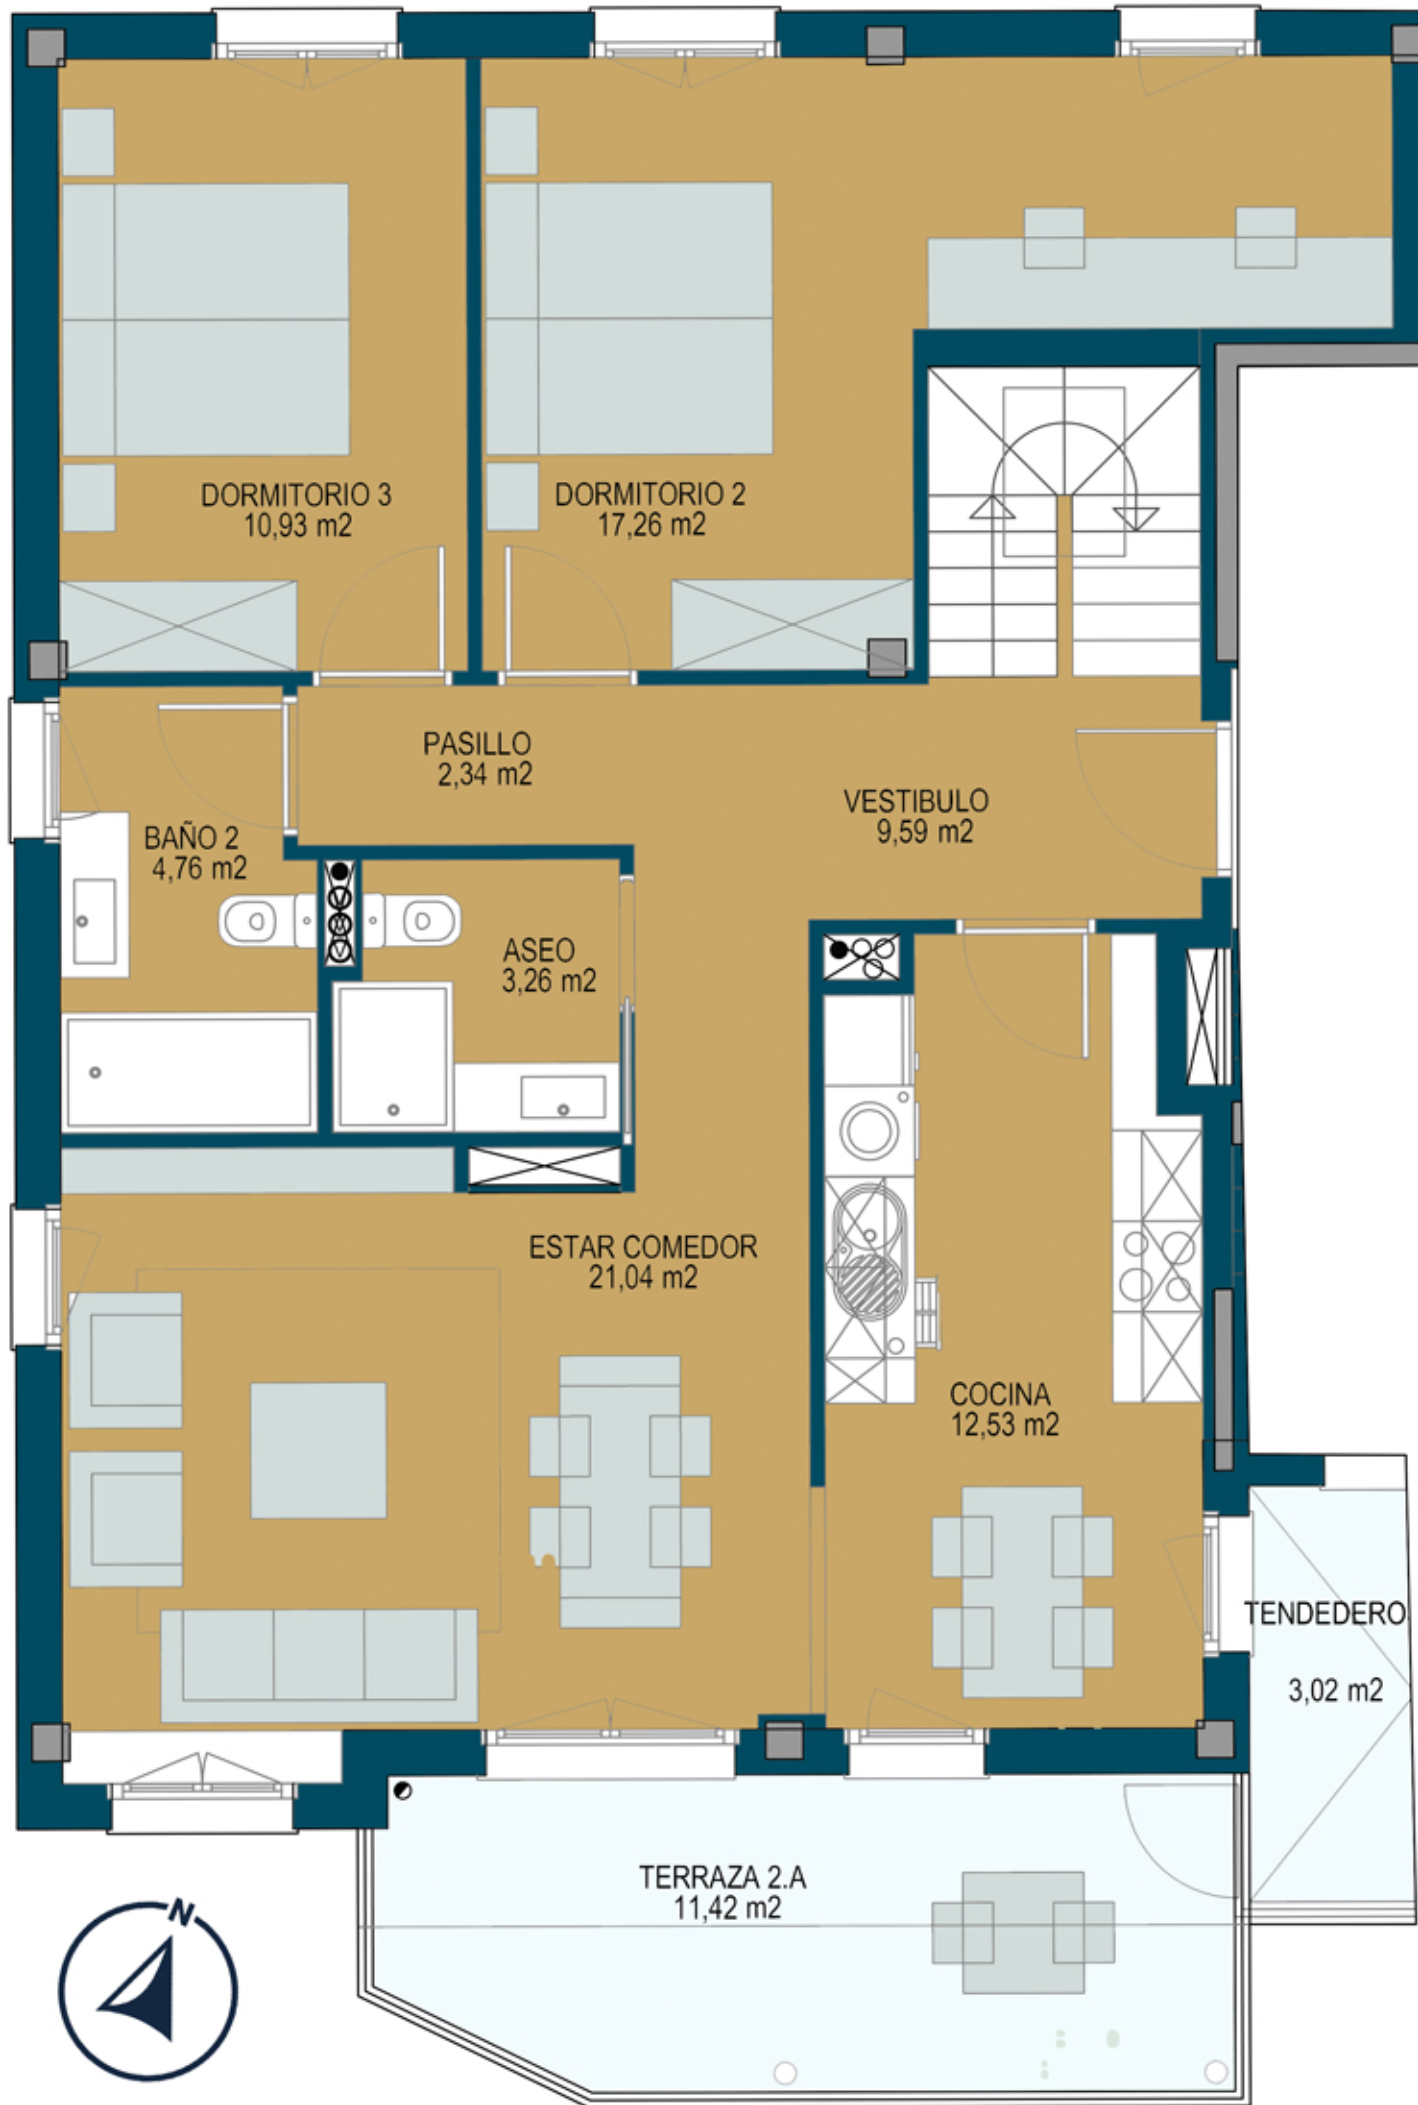 DORMITORIO 3
10,93 m2
DORMITORIO 2
17,26 m2
PASILLO
2,34 m2
VESTIBULO
9,59 m2
BAÑO 2
4,76 m2
ASEO
3,26 m2
ESTAR COMEDOR
21,04 m2
COCINA
12,53 m2
TENDEDERO
3,02 m2
TERRAZA 2.A
11,42 m2
N